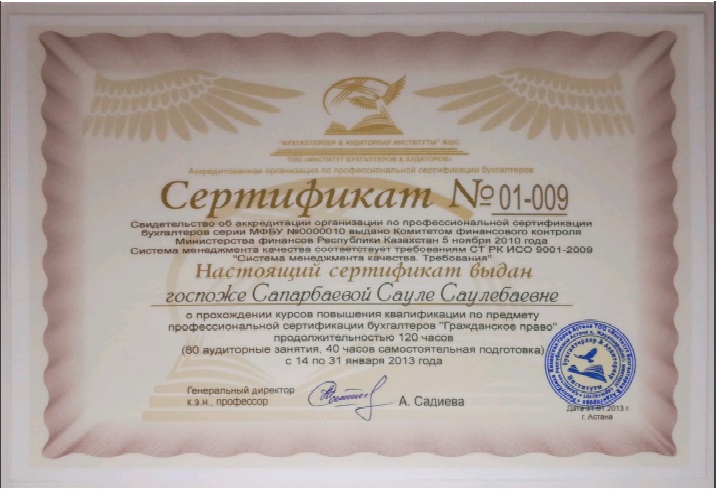 "БУХГАЛТЕРЛЕР & АУДИТОРЛАР ИНСТИТУТЫ" ЖШС
ТОО «ИНСТИТУТ БУХГАЛТЕРОВ & АУДИТОРОВ»
Аккредитованная организация по профессиональной сертификации бухгалтеров
Сертификат № 01-009
Свидетельство об аккредитации организации по профессиональной сертификации
бухгалтеров серии МФБУ №0000010 выдано Комитетом финансового контроля
Министерства финансов Республики Казахстан 5 ноября 2010 года
Система менеджмента качества соответствует требованиям СТ РК ИСО 9001-2009
"Система менеджмента качества. Требования"
Настоящий сертификат выдан
госпоже Сапарбаевой Сауле Саулебаевне
о прохождении курсов повышения квалификации по предмету
профессиональной сертификации бухгалтеров "Гражданское право"
продолжительностью 120 часов
(80 аудиторные занятия, 40 часов самостоятельная подготовка)
с 14 по 31 января 2013 года
Генеральный директор
к.э.н., профессор
А. Садиева
Бухгалтерлер & Аудиторлар
Институты
Дата 31.01.2013 г.
г. Астана